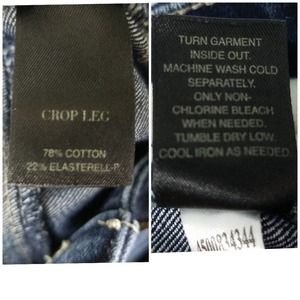 CROP LEG
78% COTTON
22% ELASTERELL-P
TURN GARMENT
INSIDE OUT.
MACHINE WASH COLD
SEPARATELY.
ONLY NON-
CHLORINE BLEACH
WHEN NEEDED.
TUMBLE DRY LOW.
COOL IRON AS NEEDED.
4500834344